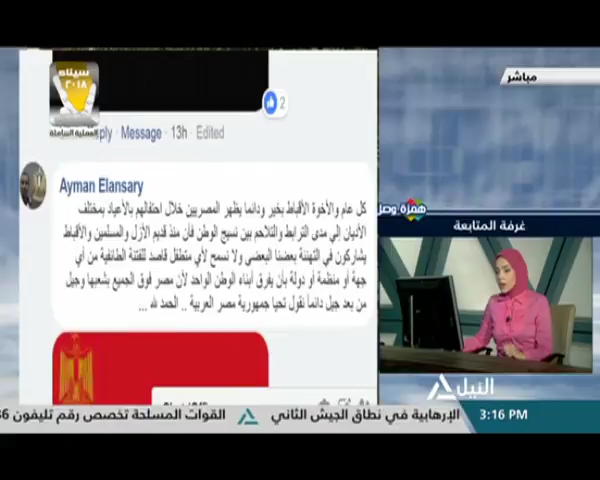 سيناء
٢٠١٨
العملية الشاملة
2
ply · Message · 13h · Edited
Ayman Elansary
كل عام والأخوة الأقباط بخير ودائما يظهر المصريين خلال احتفالهم بالأعياد بمختلف
الأديان إلي مدى الترابط والتلاحم بين نسيج الوطن فأن منذ قديم الأزل والمسلمين والأقباط
يشاركون في التهنئة بعضنا البعضي ولا نسمح لأي متطفل قاصد للفتنة الطائفية من أي
جهة أو منظمة أو دولة بأن يفرق أبناء الوطن الواحد لأن مصر فوق الجميع بشعبها وجيل
من بعد جيل دائماً نقول تحيا جمهورية مصر العربية .. الحمد لله ...
مباشر
همزة وصل
غرفة المتابعة
النيل
الإرهابية في نطاق الجيش الثاني
القوات المسلحة تخصص رقم تليفون 36
3:16 PM